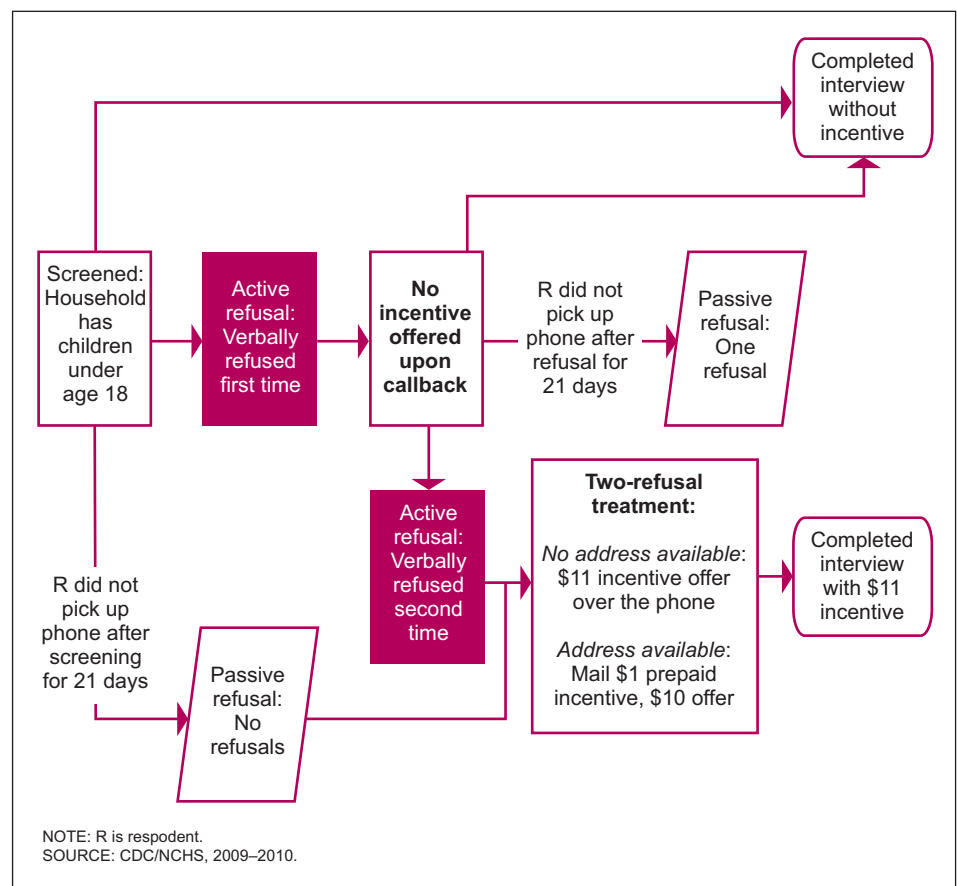 Completed
interview
without
incentive
Screened:
Household
has
children
under
age 18
Active
refusal:
Verbally
refused
first time
No
incentive
offered
upon
callback
R did not
pick up
phone after
refusal for
21 days
Passive
refusal:
One
refusal
Active
refusal:
Verbally
refused
second
time
Two-refusal
treatment:
No address available:
$11 incentive offer
over the phone
Address available:
Mail $1 prepaid
incentive, $10 offer
Completed
interview
with $11
incentive
R did not
pick up
phone after
screening
for 21 days
Passive
refusal:
No
refusals
NOTE: R is respodent.
SOURCE: CDC/NCHS, 2009–2010.